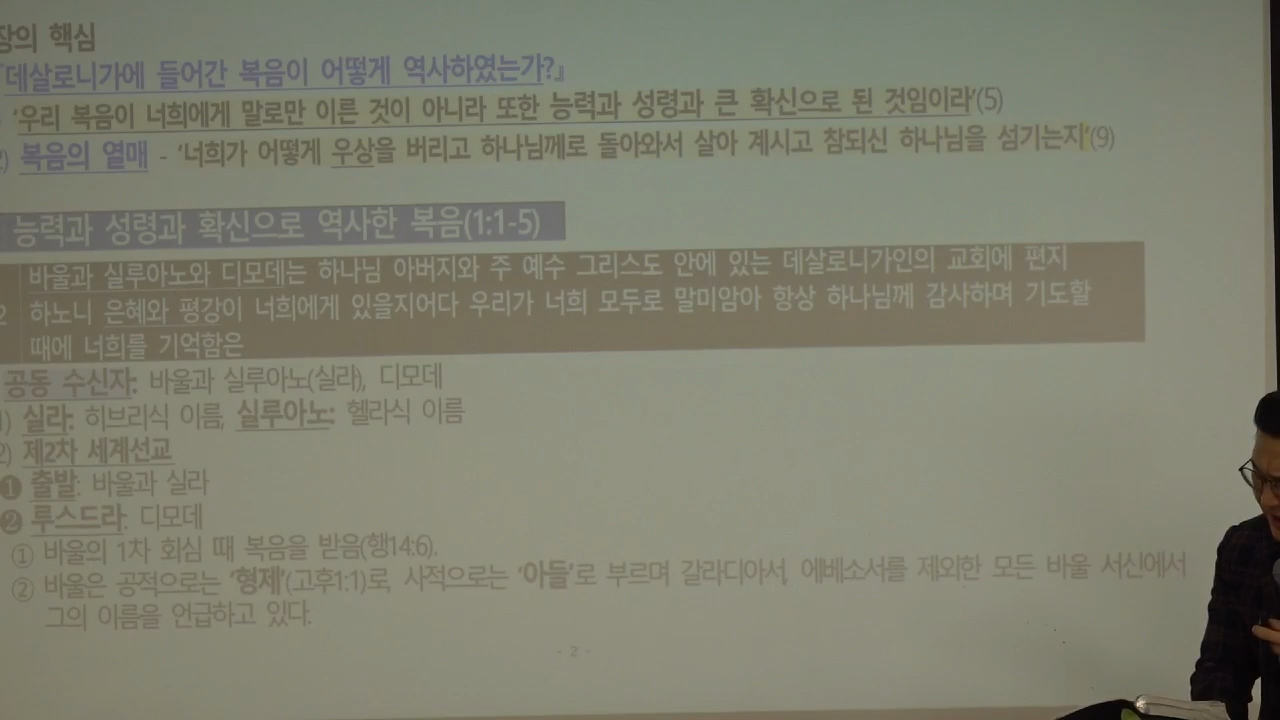 장의 핵심
『데살로니가에 들어간 복음이 어떻게 역사하였는가?』
'우리 복음이 너희에게 말로만 이른 것이 아니라 또한 능력과 성령과 큰 확신으로 된 것임이라'(5)
2) 복음의 열매 - '너희가 어떻게 우상을 버리고 하나님께로 돌아와서 살아 계시고 참되신 하나님을 섬기는지'(9)
능력과 성령과 확신으로 역사한 복음(1:1-5)
바울과 실루아노와 디모데는 하나님 아버지와 주 예수 그리스도 안에 있는 데살로니가인의 교회에 편지
2 하노니 은혜와 평강이 너희에게 있을지어다 우리가 너희 모두로 말미암아 항상 하나님께 감사하며 기도할
때에 너희를 기억함은
공동 수신자: 바울과 실루아노(실라), 디모데
1) 실라: 히브리식 이름, 실루아노: 헬라식 이름
2) 제2차 세계선교
❶ 출발: 바울과 실라
❷ 루스드라: 디모데
① 바울의 1차 회심 때 복음을 받음(행14:6).
② 바울은 공적으로는 '형제'(고후1:1)로, 사적으로는 '아들'로 부르며 갈라디아서, 에베소서를 제외한 모든 바울 서신에서
그의 이름을 언급하고 있다.
- 2 -